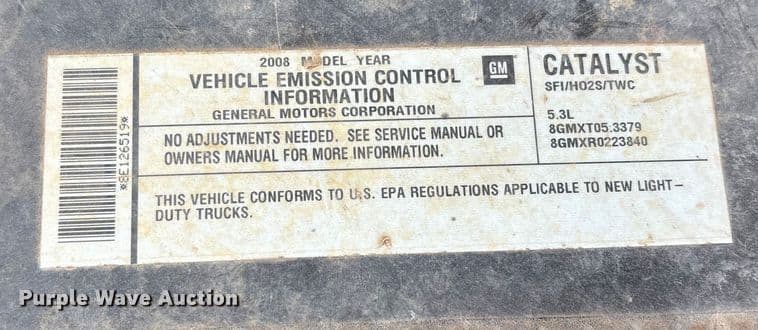 *8E126519*
2008 MODEL YEAR
VEHICLE EMISSION CONTROL
INFORMATION
GENERAL MOTORS CORPORATION
GM
NO ADJUSTMENTS NEEDED. SEE SERVICE MANUAL OR
OWNERS MANUAL FOR MORE INFORMATION.
CATALYST
SFI/HO2S/TWC
5.3L
8GMXT05.3379
8GMXR0223840
THIS VEHICLE CONFORMS TO U.S. EPA REGULATIONS APPLICABLE TO NEW LIGHT-
DUTY TRUCKS.
Purple Wave Auction